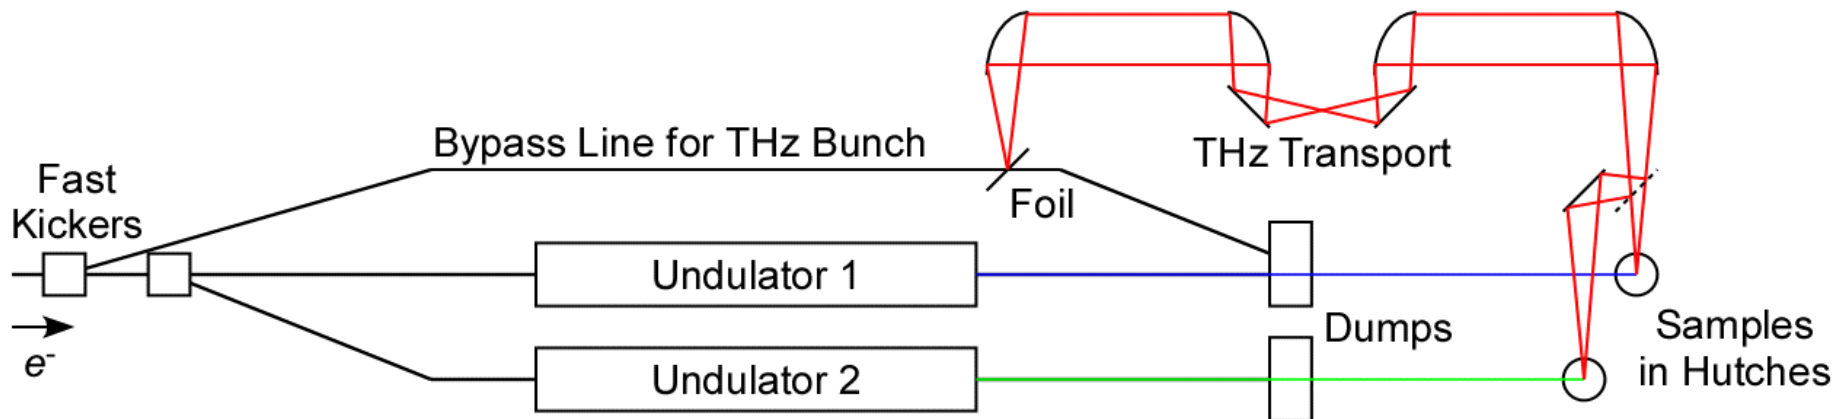 Bypass Line for THz Bunch
Fast
Kickers
THz Transport
Foil
Undulator 1
e-
Dumps
Samples
in Hutches
Undulator 2